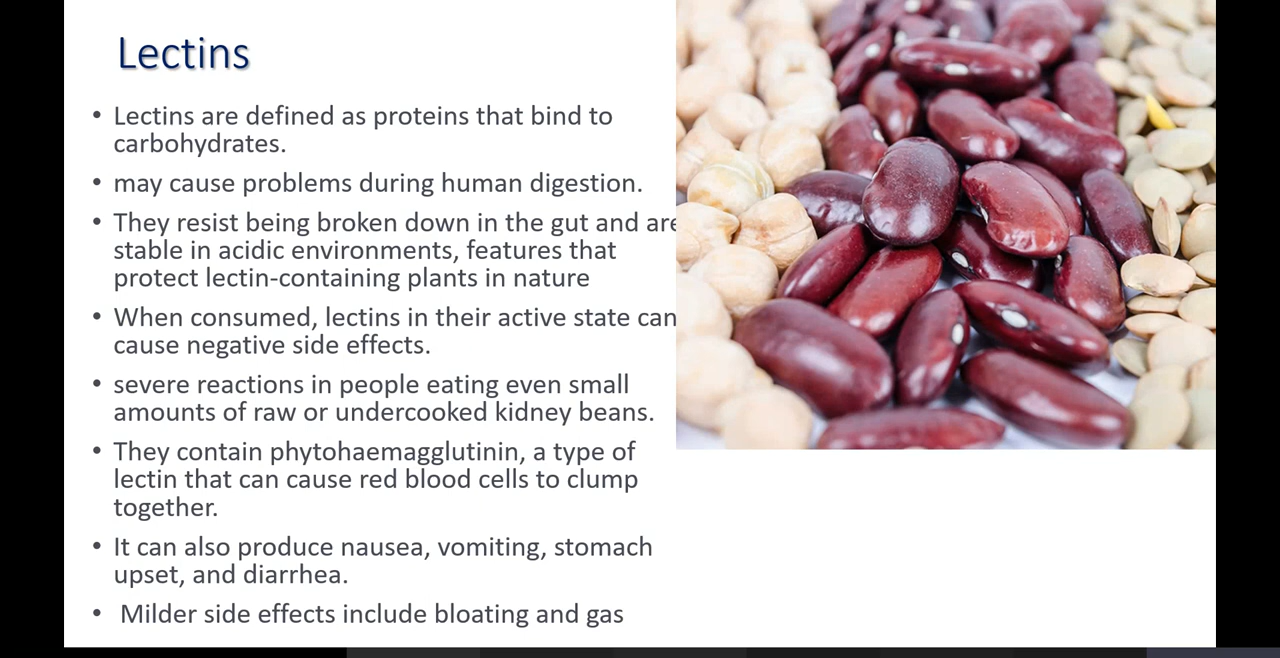 Lectins
• Lectins are defined as proteins that bind to
carbohydrates.
• may cause problems during human digestion.
• They resist being broken down in the gut and are
stable in acidic environments, features that
protect lectin-containing plants in nature
• When consumed, lectins in their active state can
cause negative side effects.
• severe reactions in people eating even small
amounts of raw or undercooked kidney beans.
• They contain phytohaemagglutinin, a type of
lectin that can cause red blood cells to clump
together.
• It can also produce nausea, vomiting, stomach
upset, and diarrhea.
• Milder side effects include bloating and gas